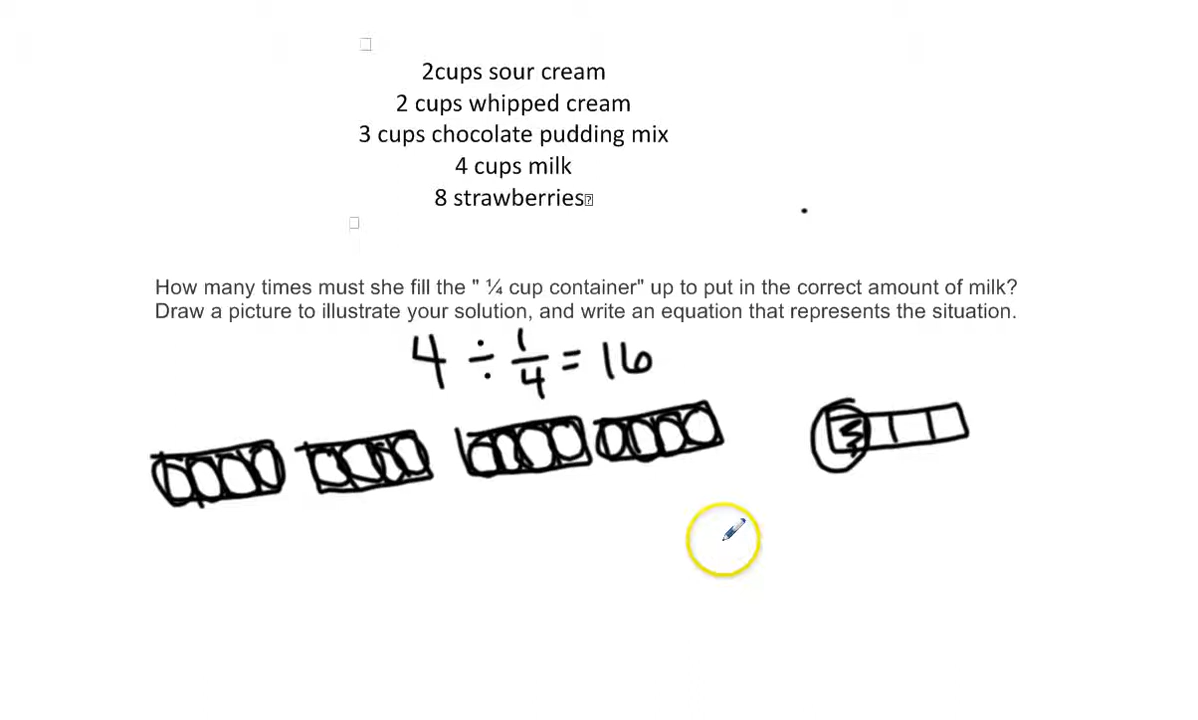 2cups sour cream
2 cups whipped cream
3 cups chocolate pudding mix
4 cups milk
8 strawberries
How many times must she fill the " ¼ cup container" up to put in the correct amount of milk?
Draw a picture to illustrate your solution, and write an equation that represents the situation.
4 ÷ 1/4 = 16